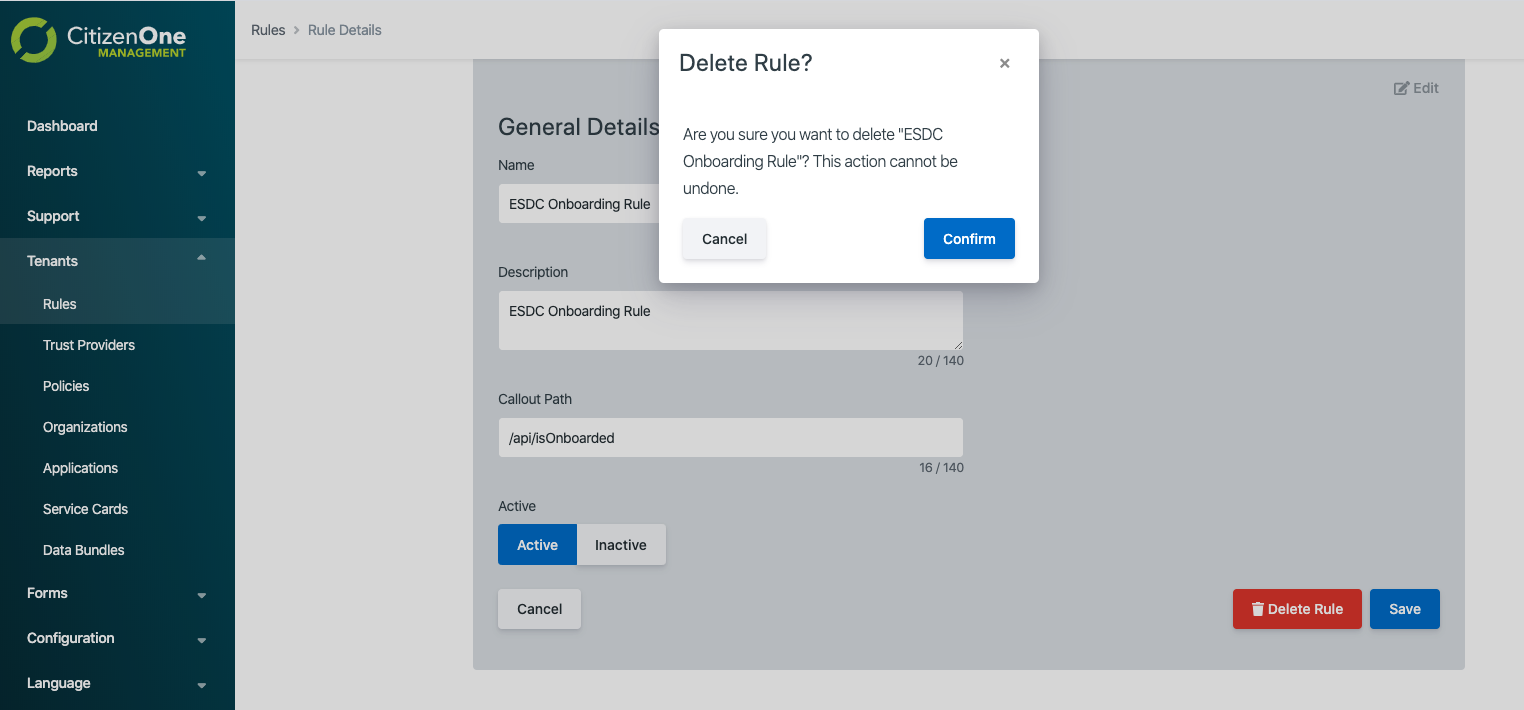 CitizenOne
MANAGEMENT
Dashboard
Reports
Support
Tenants
Rules
Trust Providers
Policies
Organizations
Applications
Service Cards
Data Bundles
Forms
Configuration
Language
Rules > Rule Details
Delete Rule? ×
Are you sure you want to delete "ESDC
Onboarding Rule"? This action cannot be
undone.
Cancel Confirm
Edit
General Details
Name
ESDC Onboarding Rule
Description
ESDC Onboarding Rule
20 / 140
Callout Path
/api/isOnboarded
16 / 140
Active
Active Inactive
Cancel Delete Rule Save